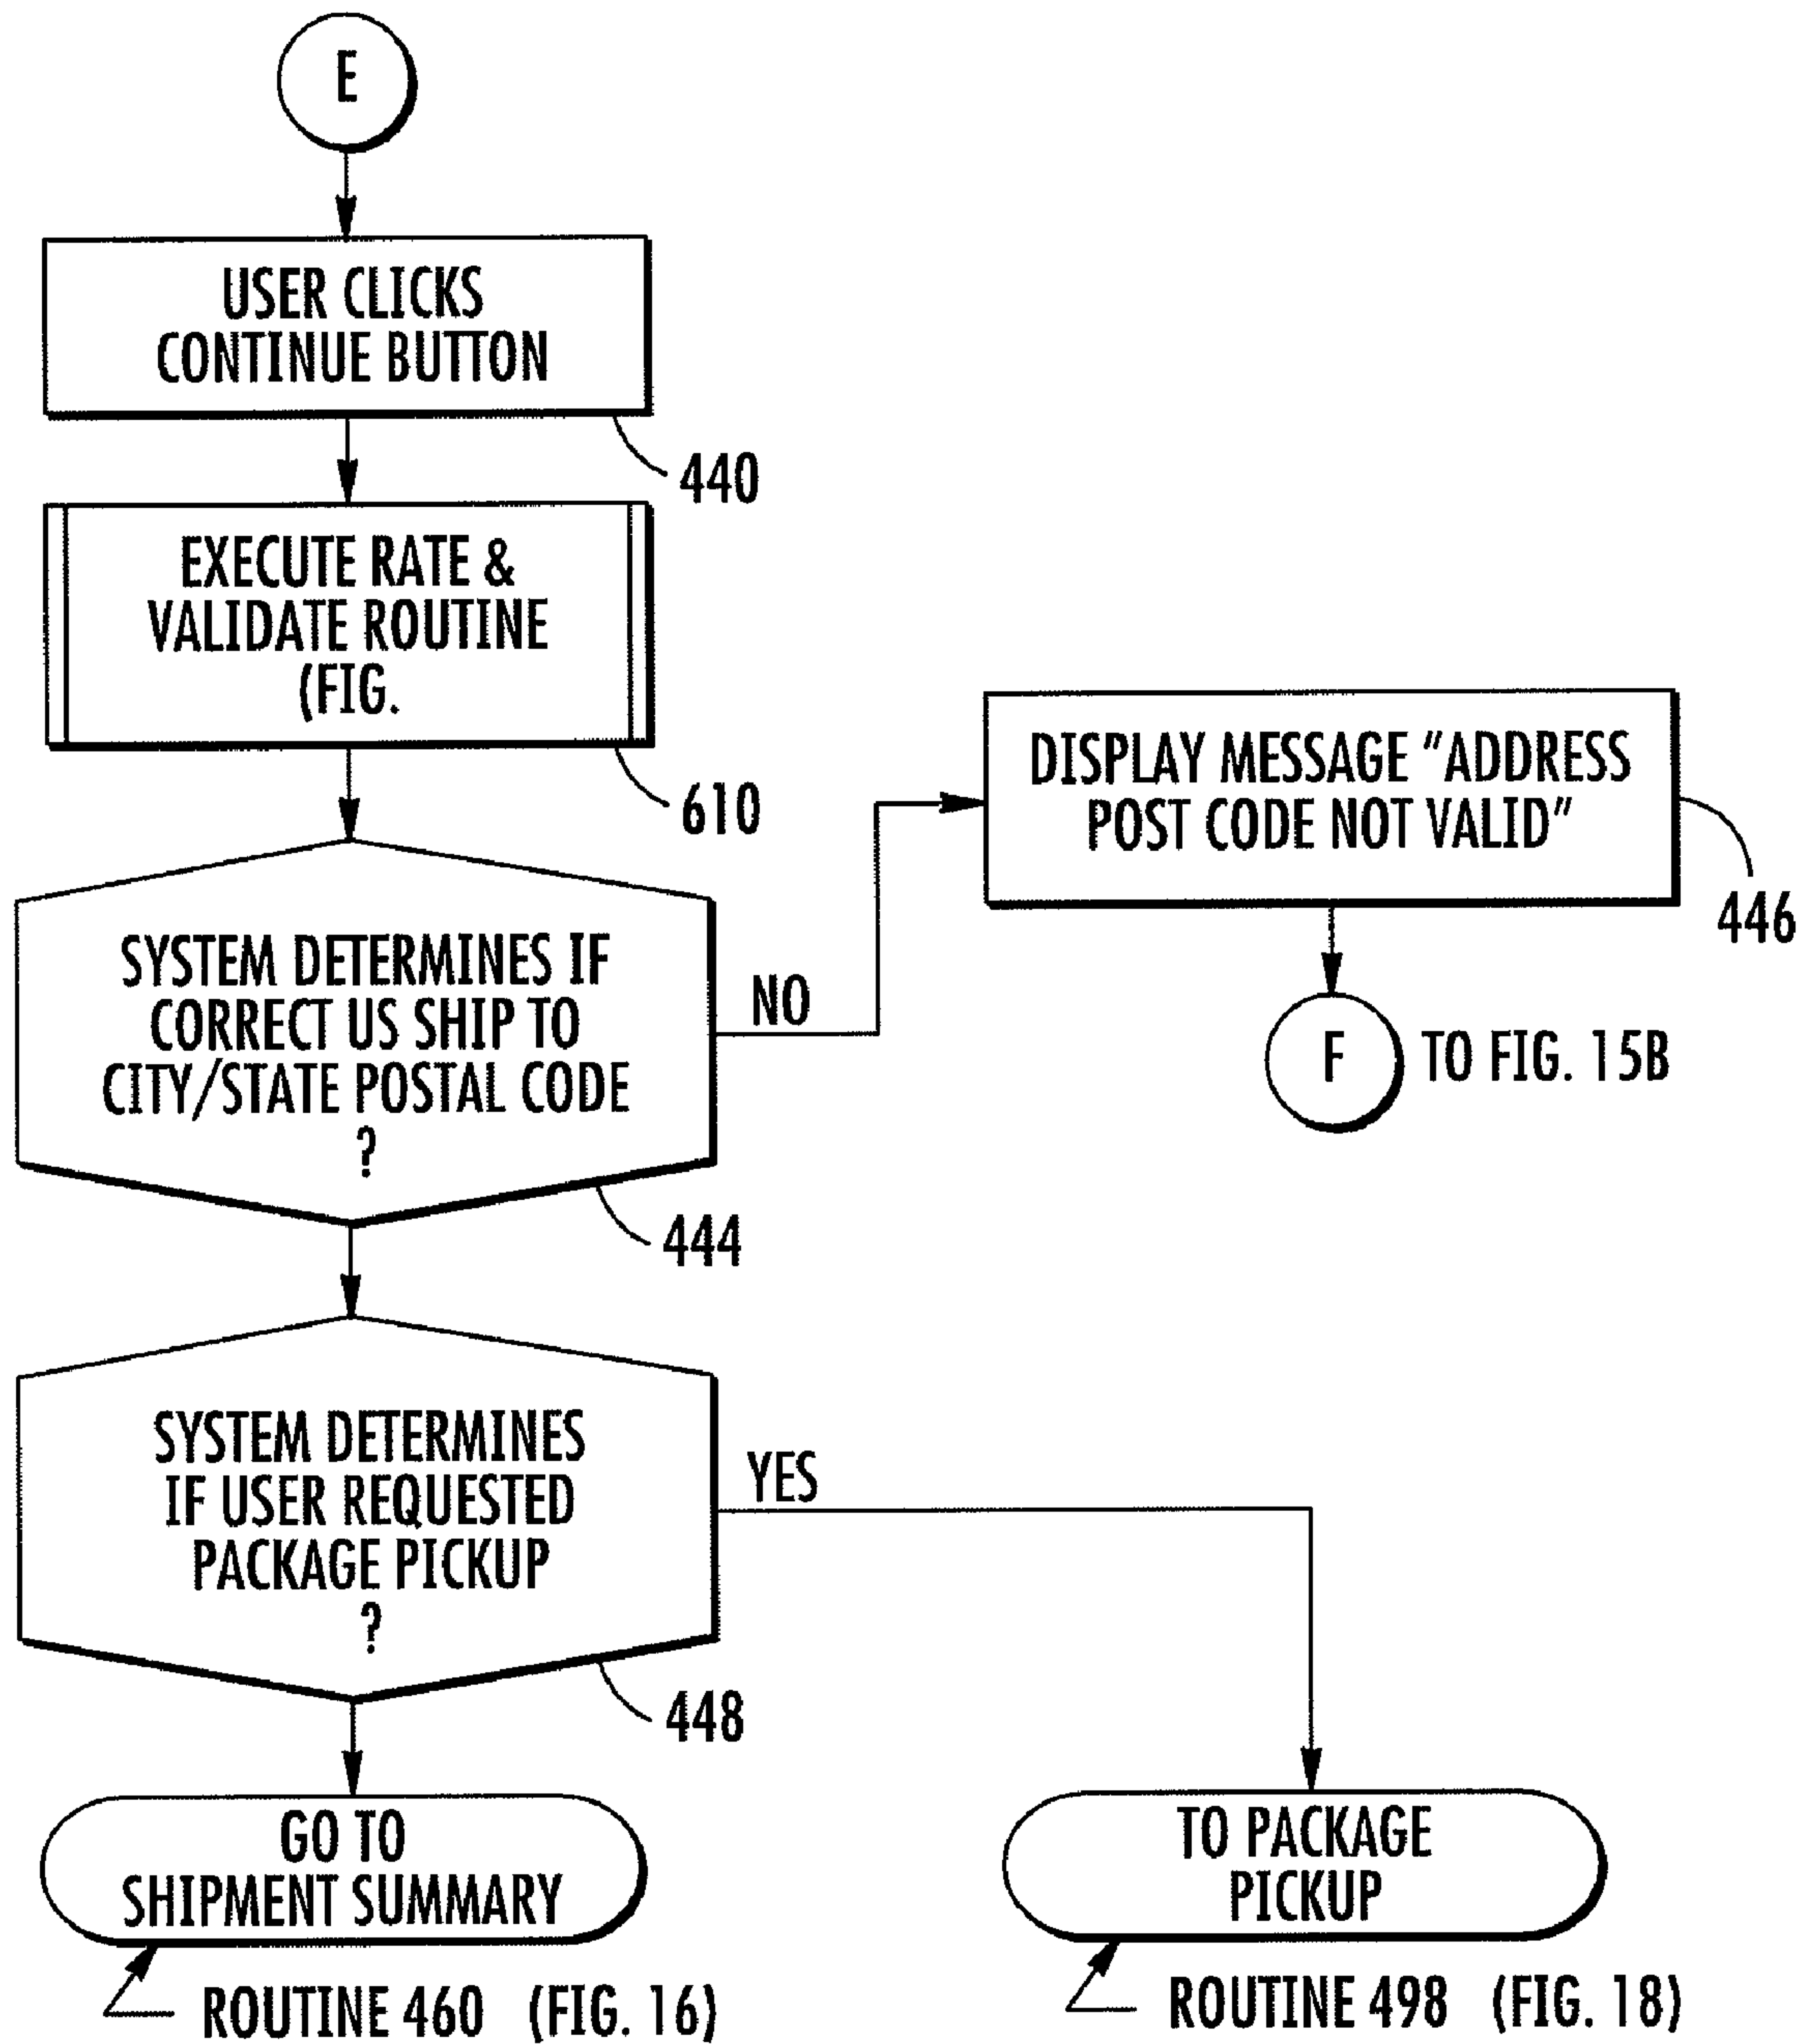 E
USER CLICKS
CONTINUE BUTTON
440
EXECUTE RATE &
VALIDATE ROUTINE
(FIG.
610
DISPLAY MESSAGE "ADDRESS
POST CODE NOT VALID"
446
SYSTEM DETERMINES IF
CORRECT US SHIP TO
CITY/STATE POSTAL CODE
?
NO
444
F TO FIG. 15B
SYSTEM DETERMINES
IF USER REQUESTED
PACKAGE PICKUP
?
YES
448
GO TO
SHIPMENT SUMMARY
ROUTINE 460 (FIG. 16)
TO PACKAGE
PICKUP
ROUTINE 498 (FIG. 18)